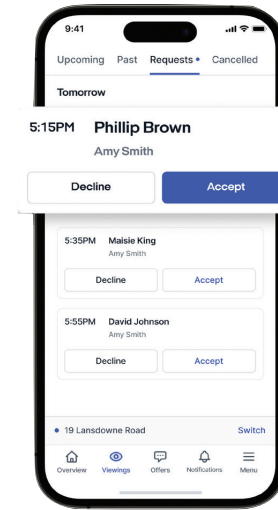 9:41
Upcoming Past Requests Cancelled
Tomorrow
5:15PM Phillip Brown
Amy Smith
Decline Accept
5:35PM Maisie King
Amy Smith
Decline Accept
5:55PM David Johnson
Amy Smith
Decline Accept
19 Lansdowne Road Switch
Overview Viewings Offers Notifications Menu